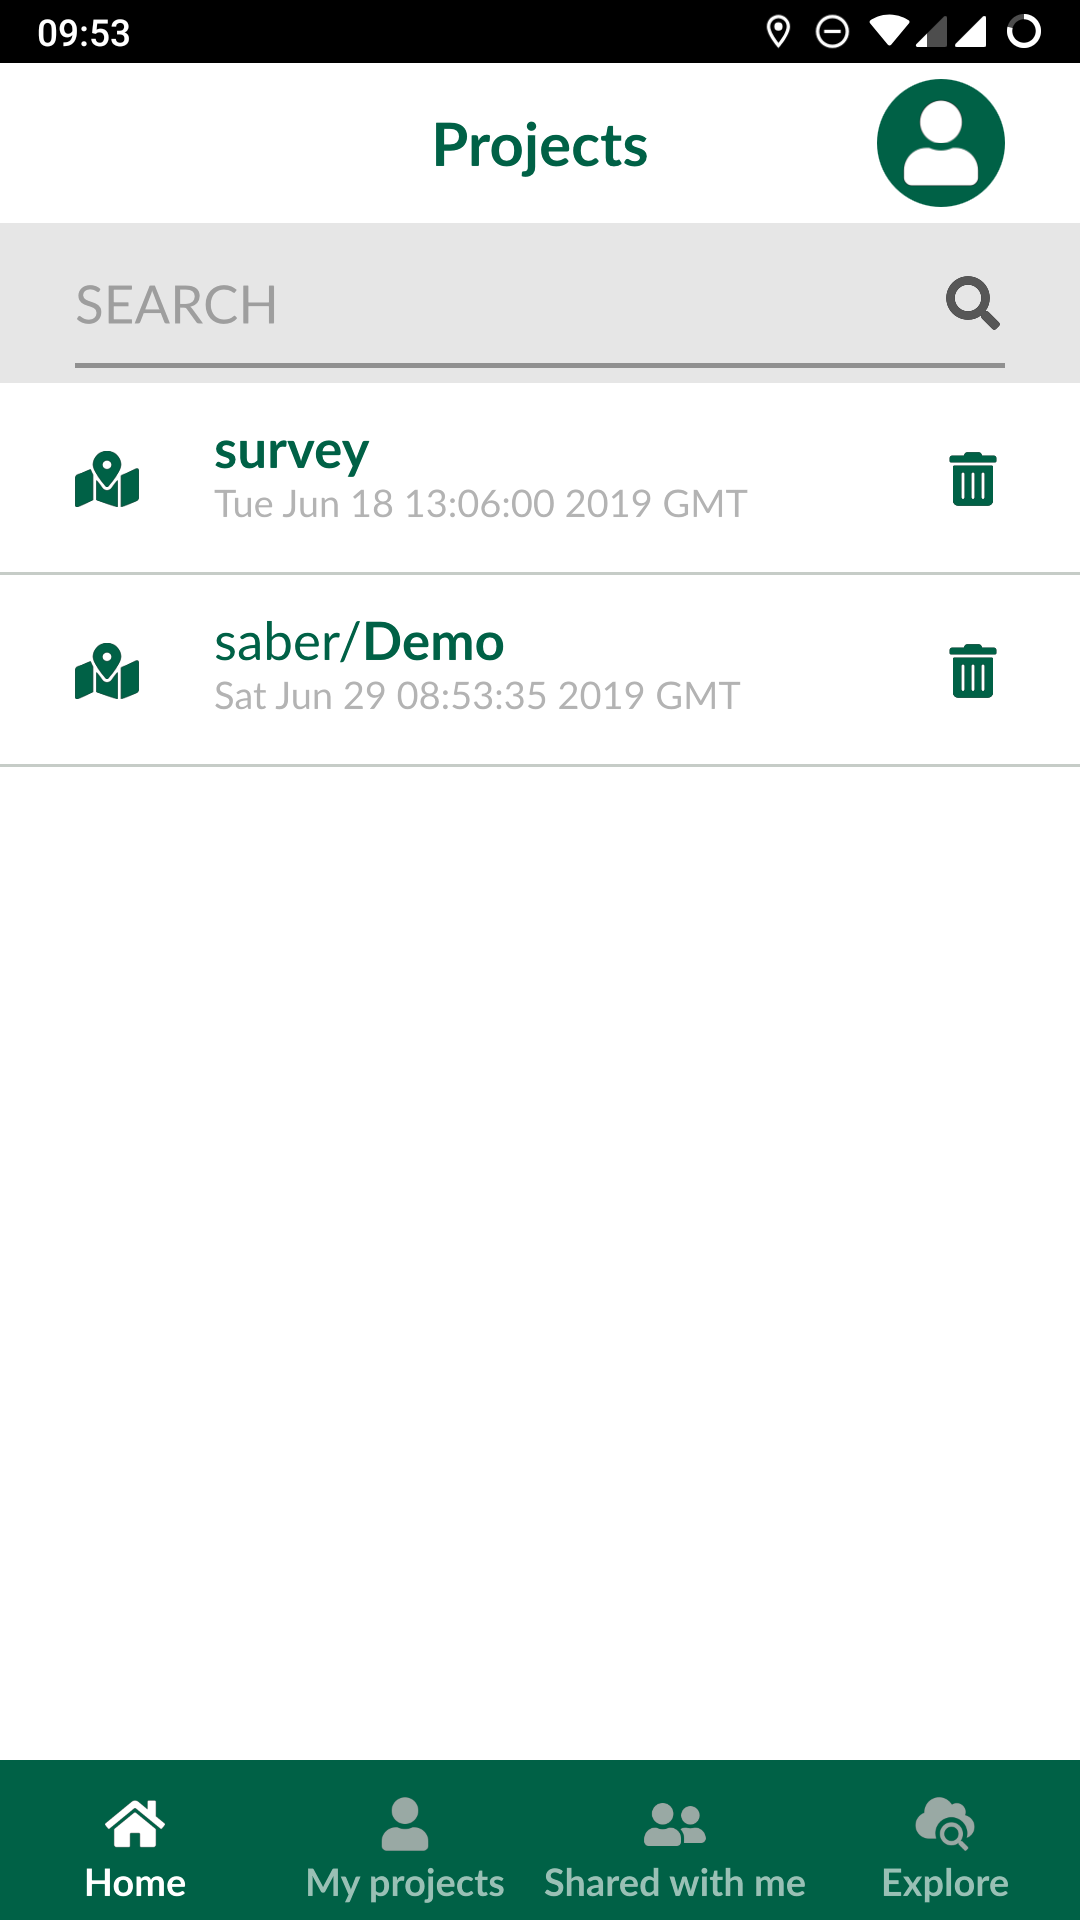 09:53
Projects
SEARCH
survey
Tue Jun 18 13:06:00 2019 GMT
saber/Demo
Sat Jun 29 08:53:35 2019 GMT
Home My projects Shared with me Explore